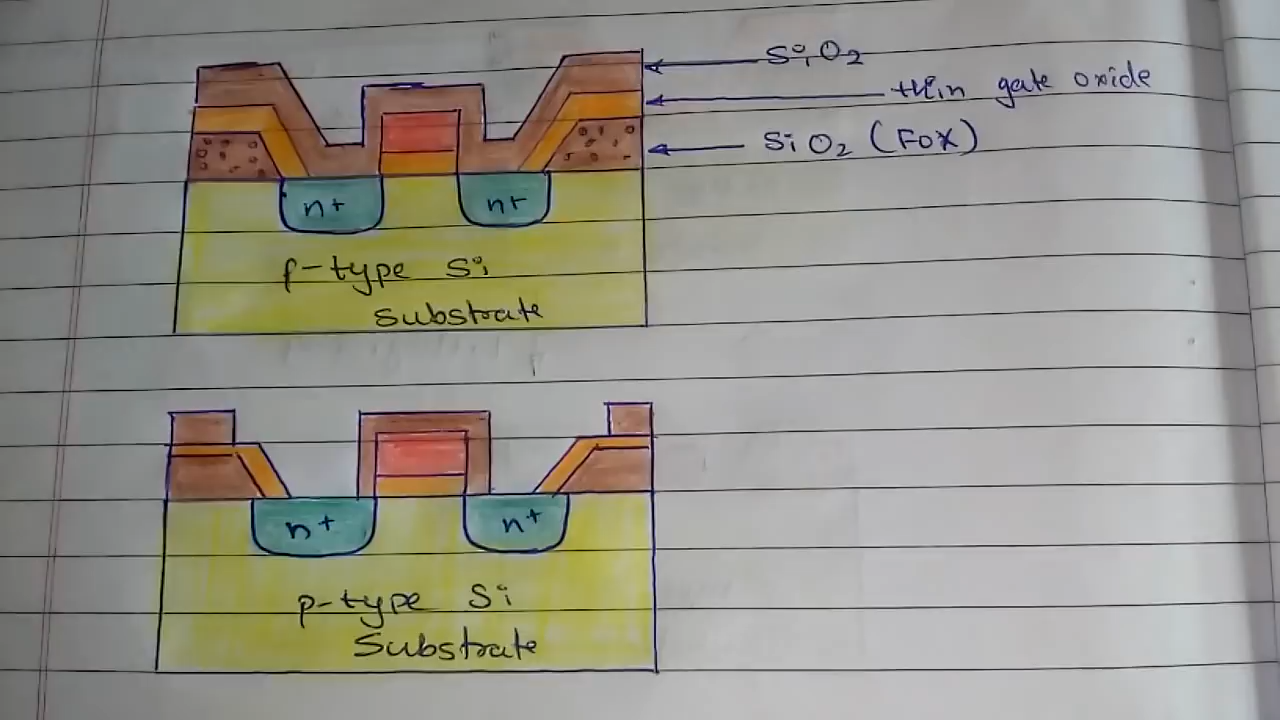 SiO2
thin gate oxide
SiO2 (FOX)
n+ n+
p-type Si
substrate
n+ n+
p-type Si
Substrate